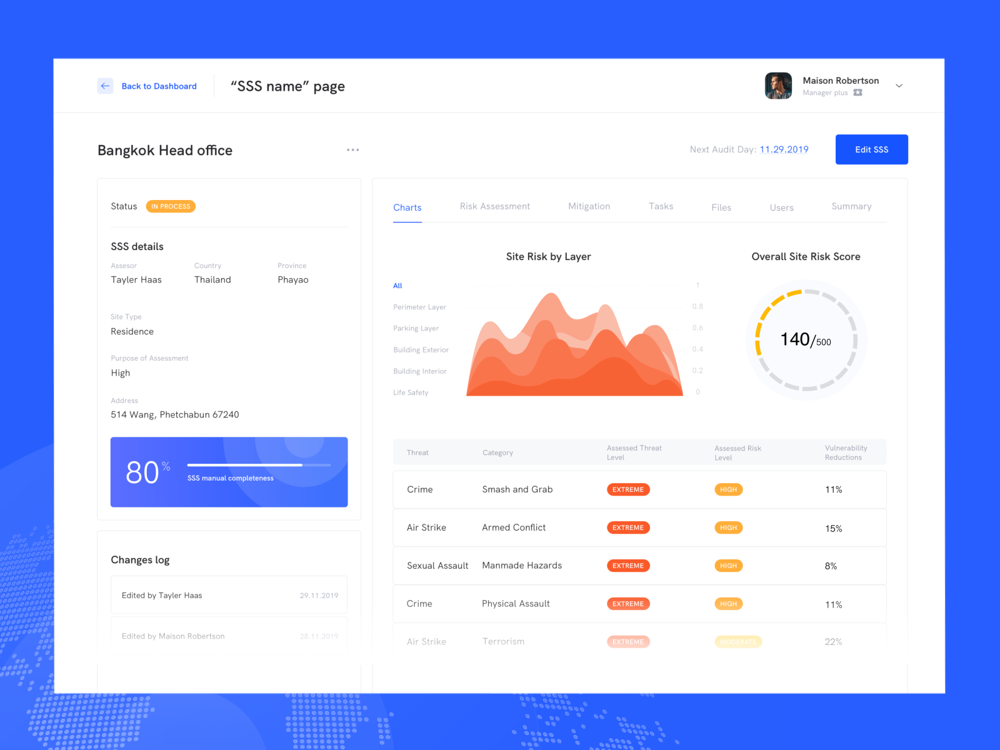 Back to Dashboard
“SSS name” page
Maison Robertson
Manager plus
Bangkok Head office
Next Audit Day: 11.29.2019
Edit SSS
Status IN PROCESS
SSS details
Assesor Country Province
Tayler Haas Thailand Phayao
Site Type
Residence
Purpose of Assessment
High
Address
514 Wang, Phetchabun 67240
80%
SSS manual completeness
Changes log
Edited by Tayler Haas 29.11.2019
Edited by Maison Robertson 28.11.2019
Charts Risk Assessment Mitigation Tasks Files Users Summary
Site Risk by Layer
All 1
Perimeter Layer 0.8
Parking Layer 0.6
Building Exterior 0.4
Building Interior 0.2
Life Safety 0
Overall Site Risk Score
140/500
Threat Category Assessed Threat Level Assessed Risk Level Vulnerability Reductions
Crime Smash and Grab EXTREME HIGH 11%
Air Strike Armed Conflict EXTREME HIGH 15%
Sexual Assault Manmade Hazards EXTREME HIGH 8%
Crime Physical Assault EXTREME HIGH 11%
Air Strike Terrorism EXTREME MODERATE 22%